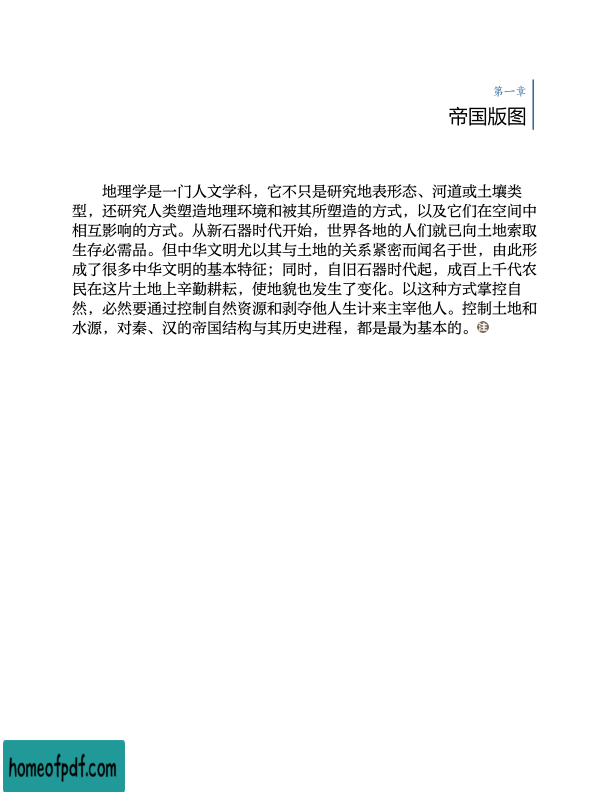 第一章
帝国版图
地理学是一门人文学科，它不只是研究地表形态、河道或土壤类
型，还研究人类塑造地理环境和被其所塑造的方式，以及它们在空间中
相互影响的方式。从新石器时代开始，世界各地的人们就已向土地索取
生存必需品。但中华文明尤以其与土地的关系紧密而闻名于世，由此形
成了很多中华文明的基本特征；同时，自旧石器时代起，成百上千代农
民在这片土地上辛勤耕耘，使地貌也发生了变化。以这种方式掌控自
然，必然要通过控制自然资源和剥夺他人生计来主宰他人。控制土地和
水源，对秦、汉的帝国结构与其历史进程，都是最为基本的。注
homeofpdf.com